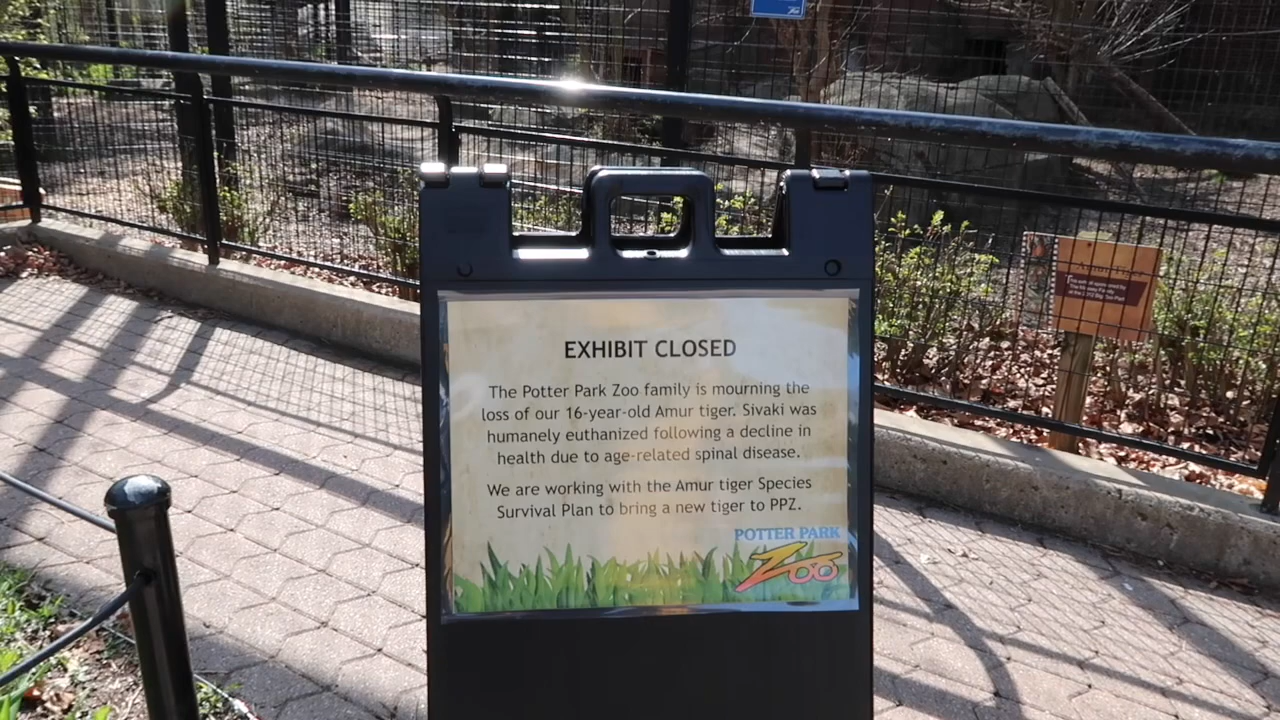 EXHIBIT CLOSED
The Potter Park Zoo family is mourning the
loss of our 16-year-old Amur tiger. Sivaki was
humanely euthanized following a decline in
health due to age-related spinal disease.
We are working with the Amur tiger Species
Survival Plan to bring a new tiger to PPZ.
POTTER PARK
ZOO
Amur Tiger